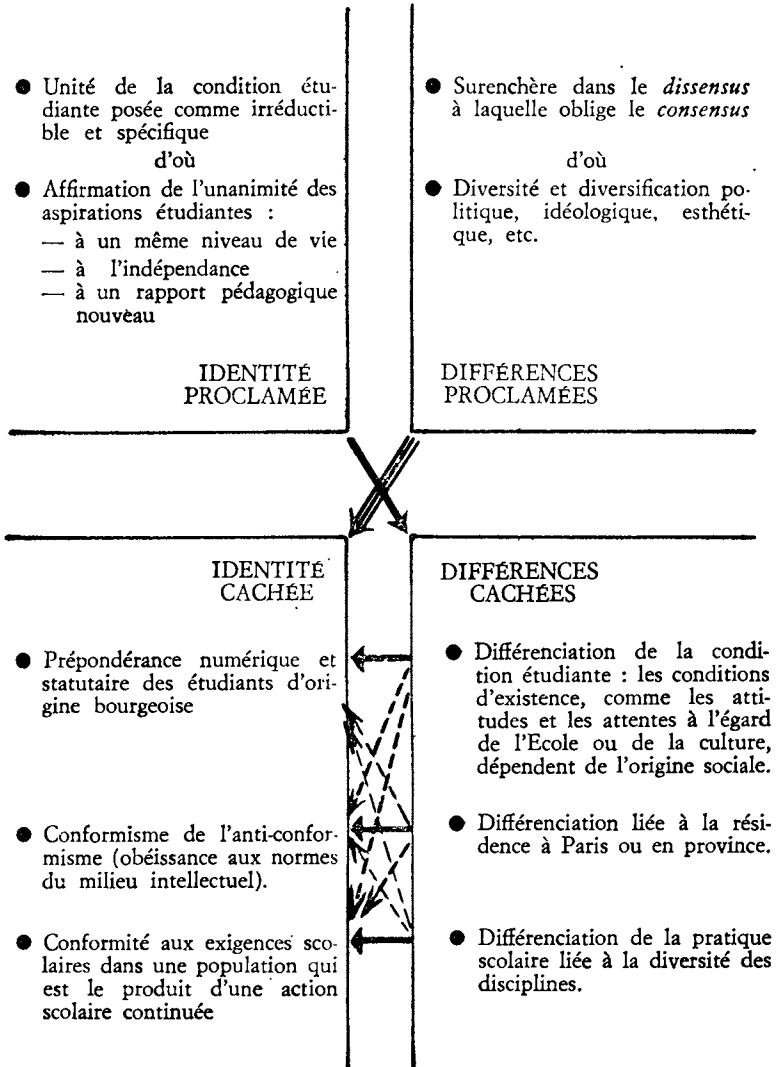 ● Unité de la condition étu-
diante posée comme irréducti-
ble et spécifique
d'où
● Affirmation de l'unanimité des
aspirations étudiantes :
— à un même niveau de vie
— à l'indépendance
— à un rapport pédagogique
nouveau
IDENTITÉ
PROCLAMÉE
● Surenchère dans le dissensus
à laquelle oblige le consensus
d'où
● Diversité et diversification po-
litique, idéologique, esthéti-
que, etc.
DIFFÉRENCES
PROCLAMÉES
IDENTITÉ
CACHÉE
● Prépondérance numérique et
statutaire des étudiants d'ori-
gine bourgeoise
● Conformisme de l'anti-confor-
misme (obéissance aux normes
du milieu intellectuel).
● Conformité aux exigences sco-
laires dans une population qui
est le produit d'une action
scolaire continuée
DIFFÉRENCES
CACHÉES
● Différenciation de la condi-
tion étudiante : les conditions
d'existence, comme les atti-
tudes et les attentes à l'égard
de l'Ecole ou de la culture,
dépendent de l'origine sociale.
● Différenciation liée à la rési-
dence à Paris ou en province.
● Différenciation de la pratique
scolaire liée à la diversité des
disciplines.